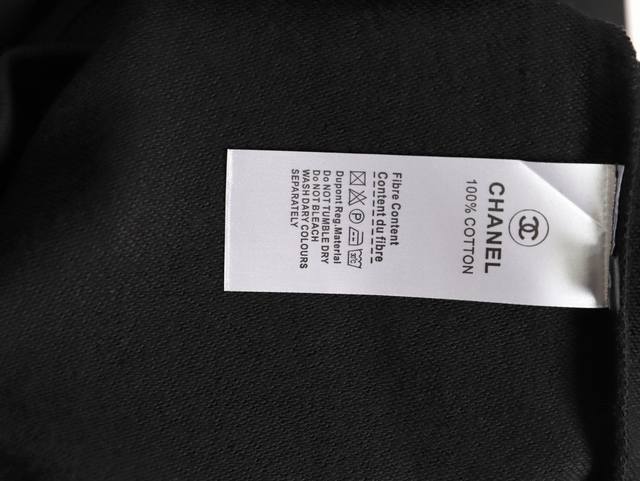 CHANEL
100% COTTON
Fibre Content
Content du fibre
P
30°C
Dupont Reg.Material
Do NOT TUMBLE DRY
Do NOT BLEACH
WASH DARY COLOURS
SEPARATELY